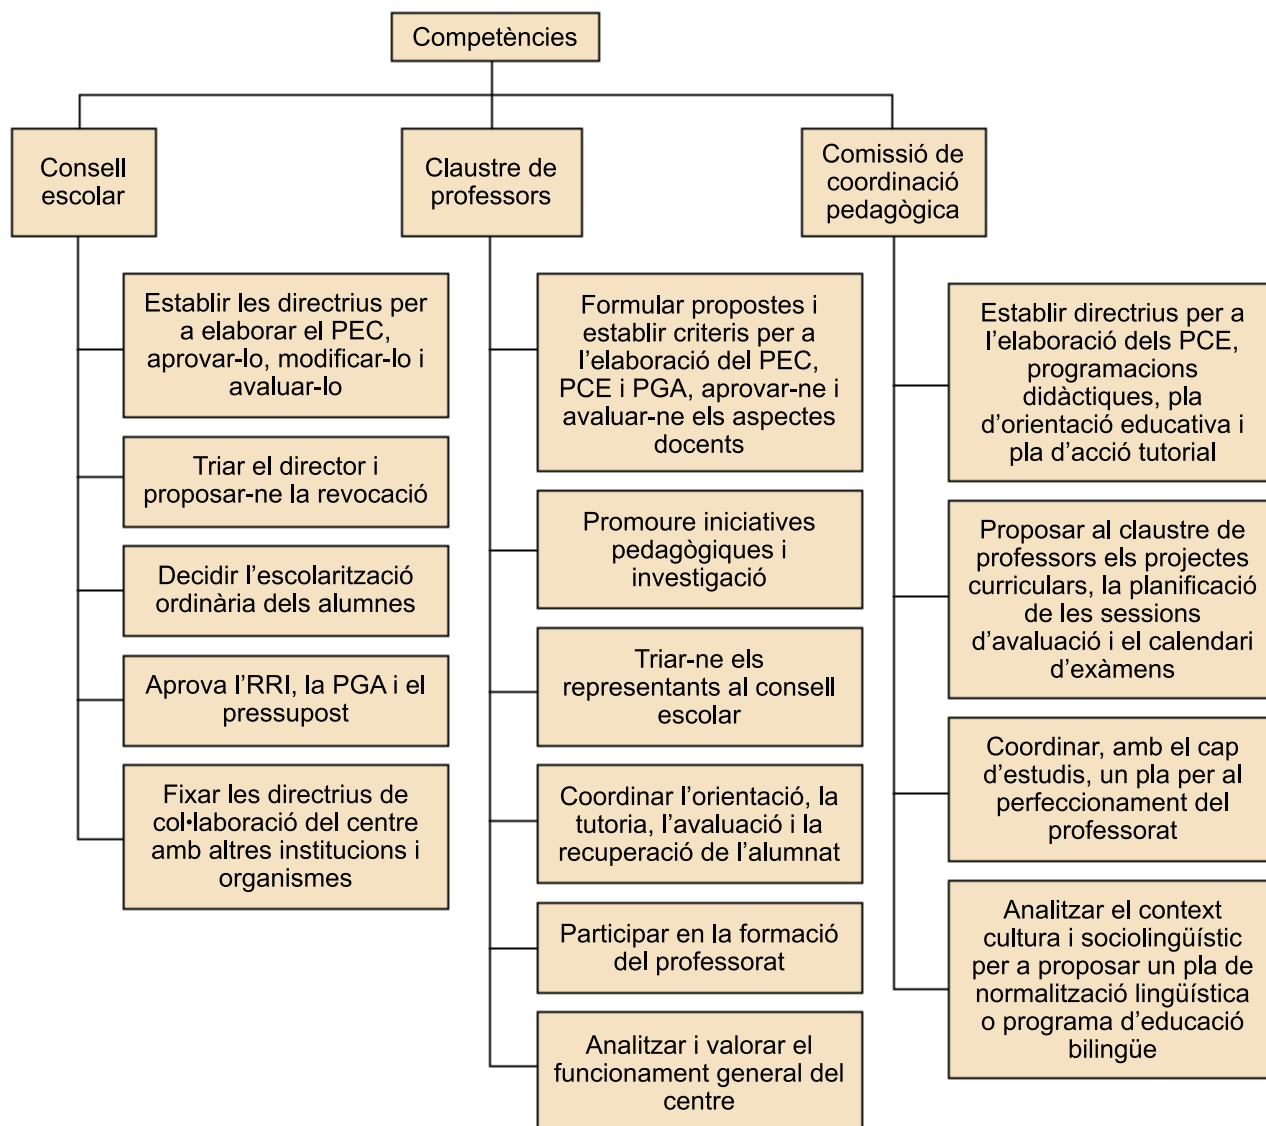 Competències
Consell
escolar
Establir les directrius per
a elaborar el PEC,
aprovar-lo, modificar-lo i
avaluar-lo
Triar el director i
proposar-ne la revocació
Decidir l’escolarització
ordinària dels alumnes
Aprova l’RRI, la PGA i el
pressupost
Fixar les directrius de
col•laboració del centre
amb altres institucions i
organismes
Claustre de
professors
Formular propostes i
establir criteris per a
l’elaboració del PEC,
PCE i PGA, aprovar-ne i
avaluar-ne els aspectes
docents
Promoure iniciatives
pedagògiques i
investigació
Triar-ne els
representants al consell
escolar
Coordinar l’orientació, la
tutoria, l’avaluació i la
recuperació de l’alumnat
Participar en la formació
del professorat
Analitzar i valorar el
funcionament general del
centre
Comissió de
coordinació
pedagògica
Establir directrius per a
l’elaboració dels PCE,
programacions
didàctiques, pla
d’orientació educativa i
pla d’acció tutorial
Proposar al claustre de
professors els projectes
curriculars, la planificació
de les sessions
d’avaluació i el calendari
d’exàmens
Coordinar, amb el cap
d’estudis, un pla per al
perfeccionament del
professorat
Analitzar el context
cultura i sociolingüístic
per a proposar un pla de
normalització lingüística
o programa d’educació
bilingüe